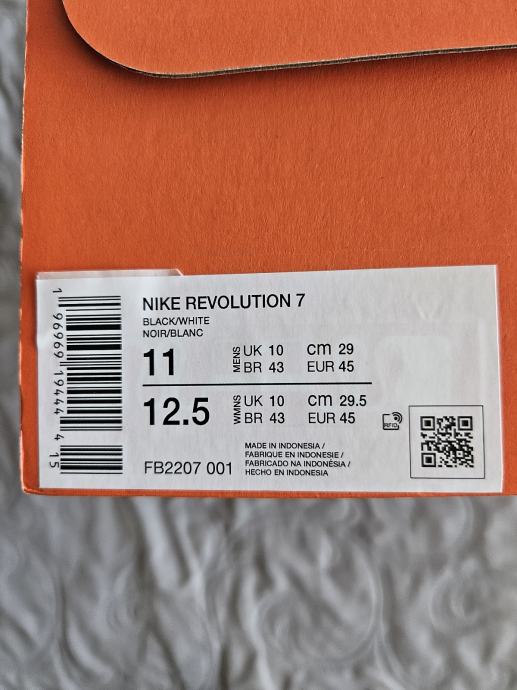 NIKE REVOLUTION 7
BLACK/WHITE
NOIR/BLANC
11 MENS UK 10 cm 29
BR 43 EUR 45
12.5 WMNS UK 10 cm 29.5
BR 43 EUR 45
RFID
FB2207 001
MADE IN INDONESIA /
FABRIQUE EN INDONESIE /
FABRICADO NA INDONÉSIA /
HECHO EN INDONESIA
1 96969 19444 4 15